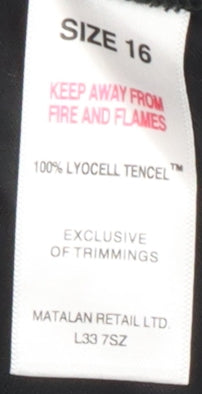 SIZE 16
KEEP AWAY FROM
FIRE AND FLAMES
100% LYOCELL TENCEL™
EXCLUSIVE
OF TRIMMINGS
MATALAN RETAIL LTD.
L33 7SZ